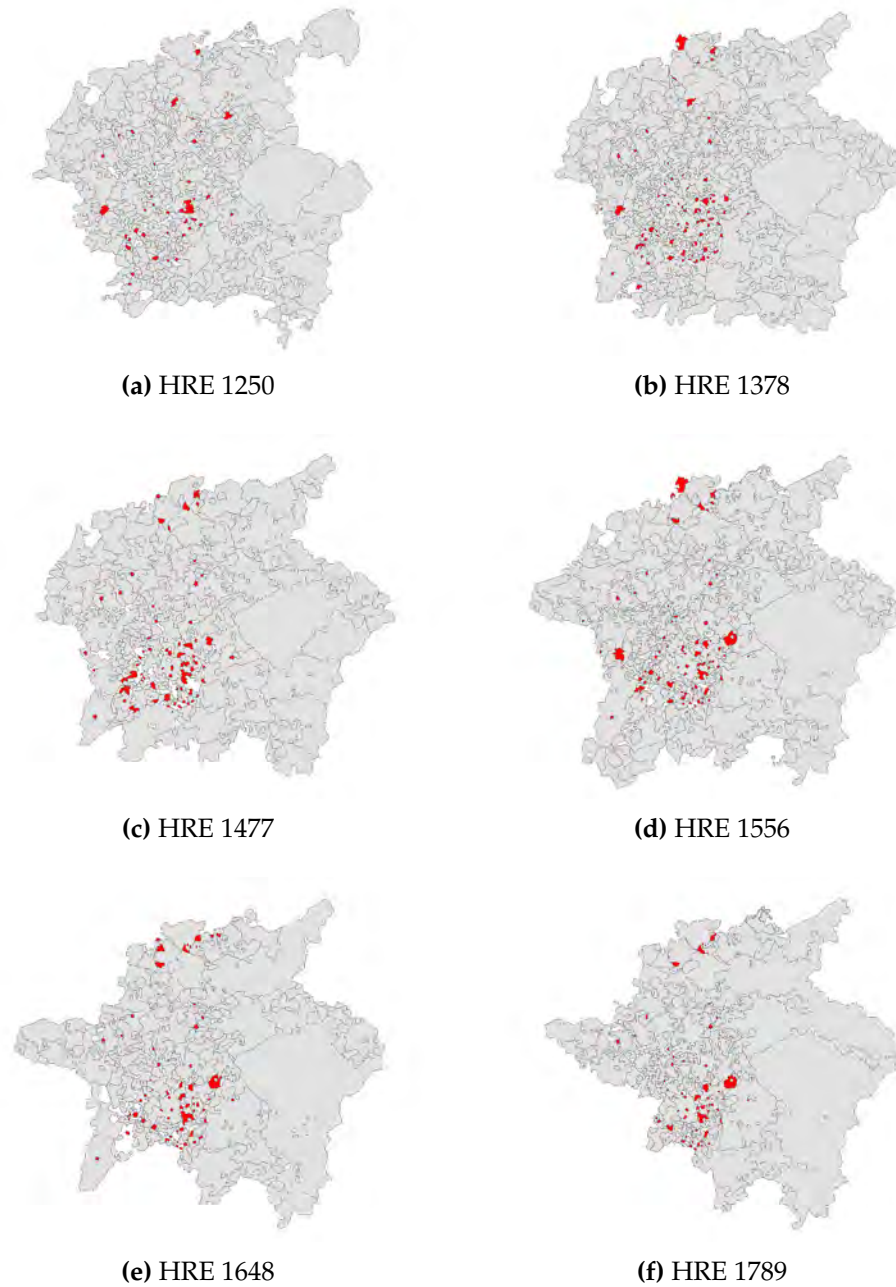 (a) HRE 1250
(b) HRE 1378
(c) HRE 1477
(d) HRE 1556
(e) HRE 1648
(f) HRE 1789